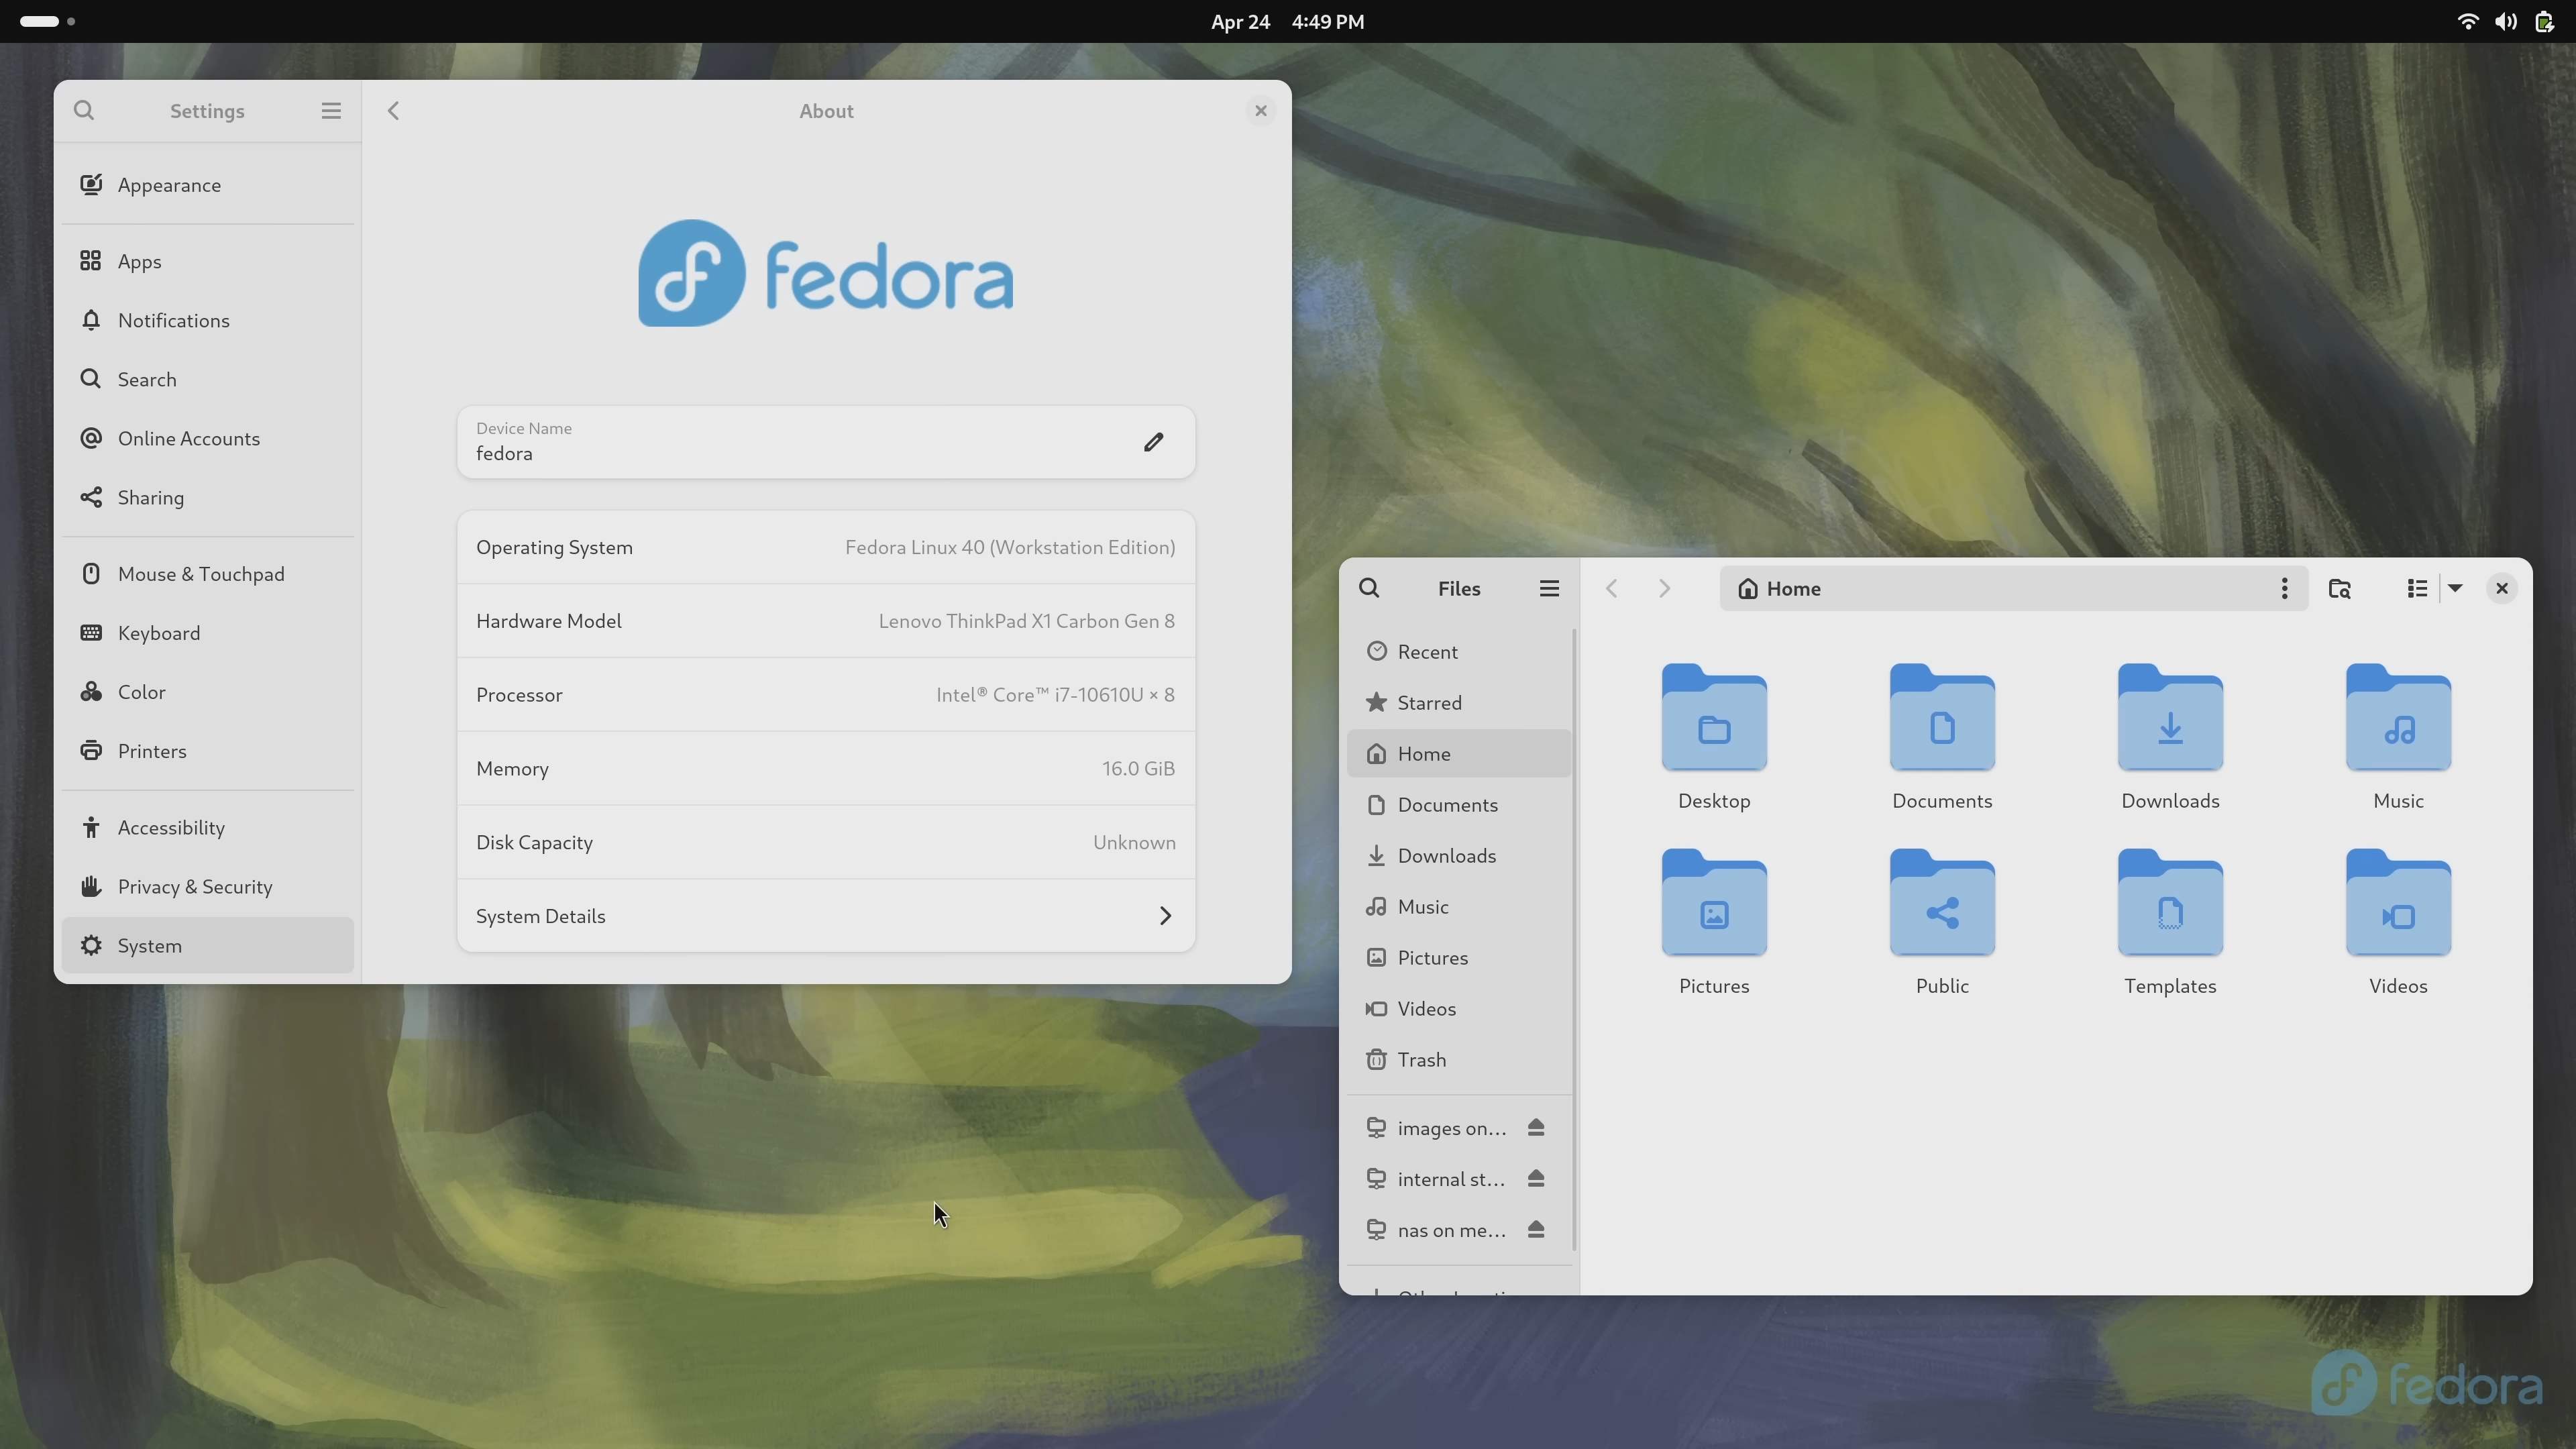 Apr 24 4:49 PM
Settings
About
Appearance
Apps
Notifications
Search
Online Accounts
Sharing
Mouse & Touchpad
Keyboard
Color
Printers
Accessibility
Privacy & Security
System
fedora
Device Name
fedora
Operating System Fedora Linux 40 (Workstation Edition)
Hardware Model Lenovo ThinkPad X1 Carbon Gen 8
Processor Intel® Core™ i7-10610U × 8
Memory 16.0 GiB
Disk Capacity Unknown
System Details
Files
Home
Recent
Starred
Home
Documents
Downloads
Music
Pictures
Videos
Trash
images on...
internal st...
nas on me...
Desktop Documents Downloads Music
Pictures Public Templates Videos
fedora